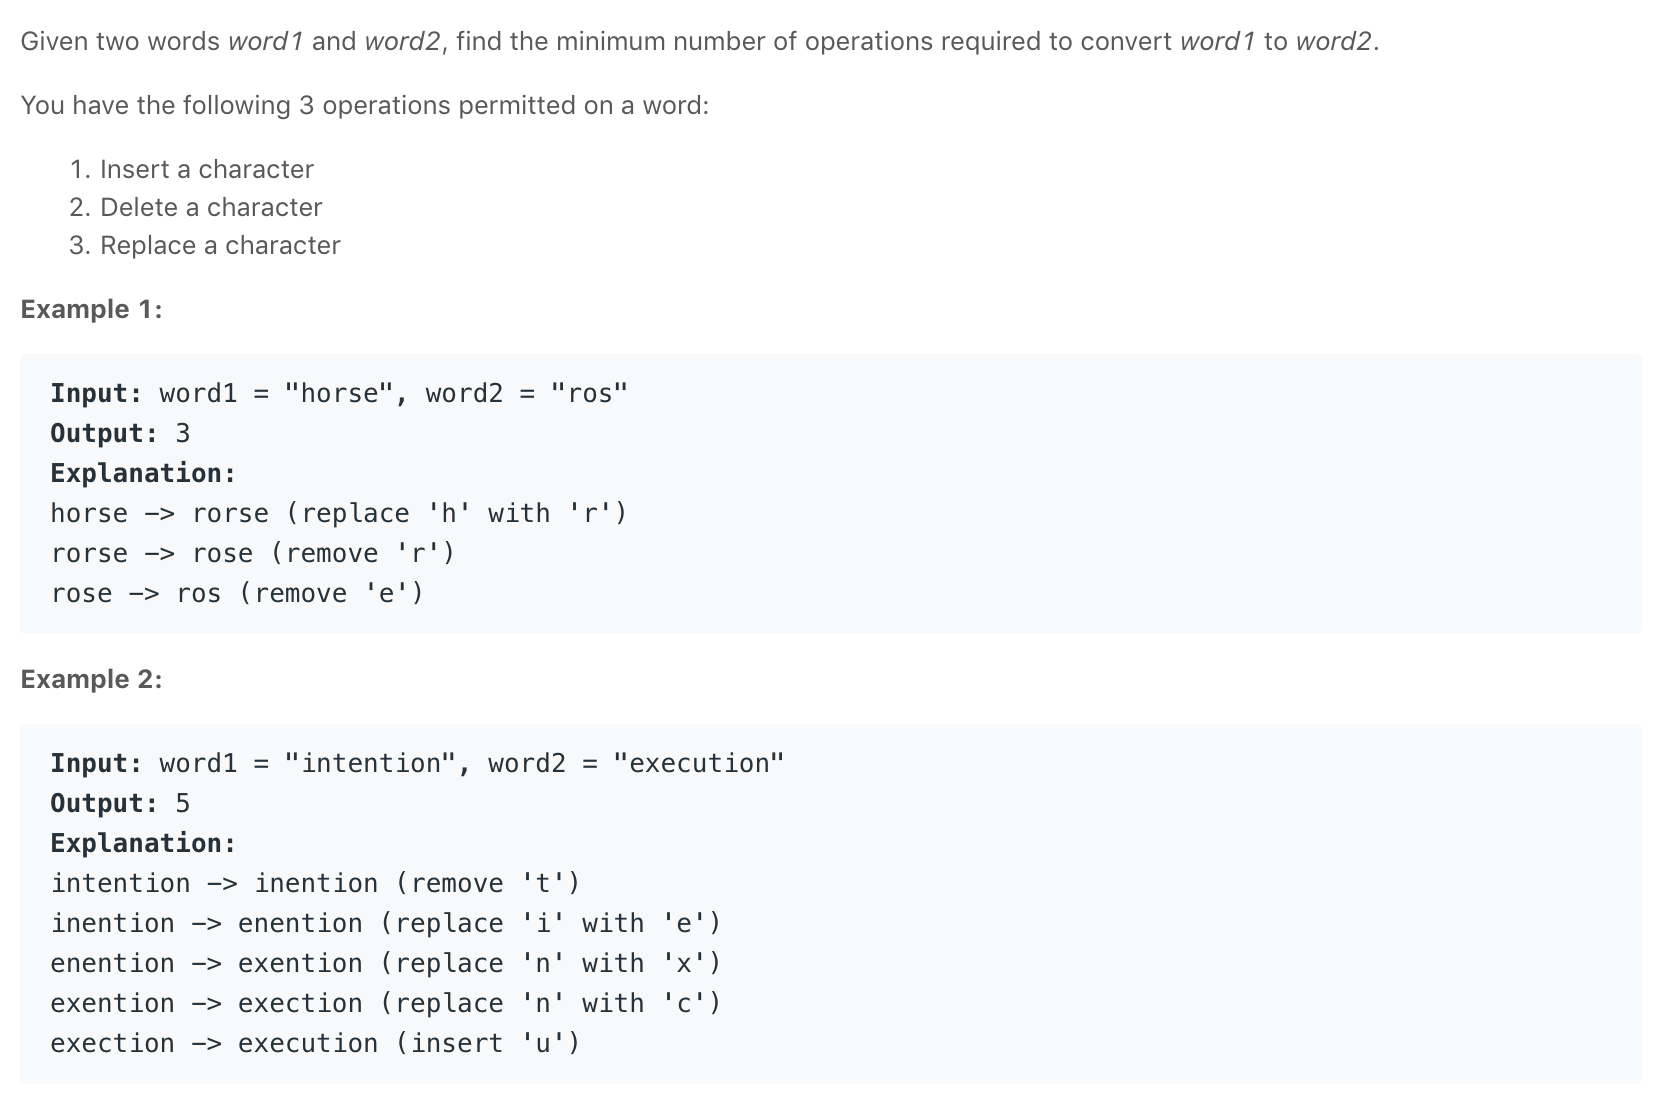 Given two words word1 and word2, find the minimum number of operations required to convert word1 to word2.
You have the following 3 operations permitted on a word:
1. Insert a character
2. Delete a character
3. Replace a character
Example 1:
Input: word1 = "horse", word2 = "ros"
Output: 3
Explanation:
horse -> rorse (replace 'h' with 'r')
rorse -> rose (remove 'r')
rose -> ros (remove 'e')
Example 2:
Input: word1 = "intention", word2 = "execution"
Output: 5
Explanation:
intention -> inention (remove 't')
inention -> enention (replace 'i' with 'e')
enention -> exention (replace 'n' with 'x')
exention -> exection (replace 'n' with 'c')
exection -> execution (insert 'u')